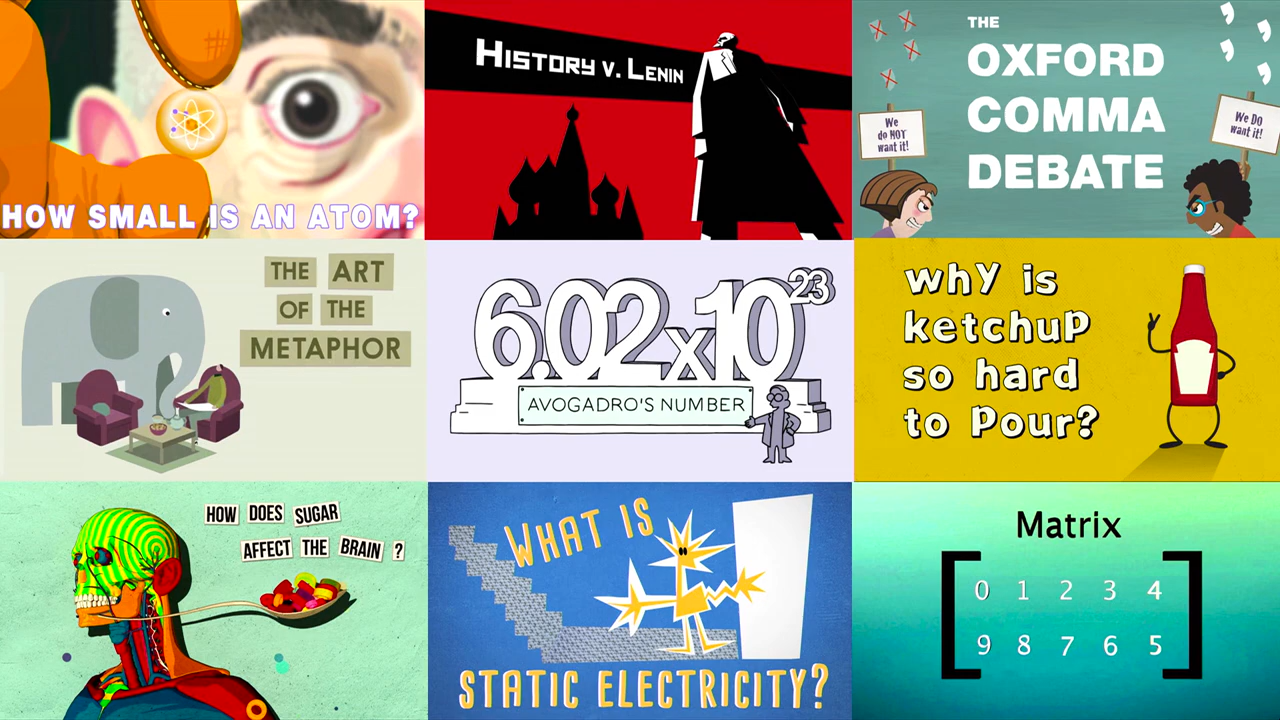 HOW SMALL IS AN ATOM?
HISTORY V. LENIN
THE
OXFORD
COMMA
DEBATE
We
do NOT
want it!
We Do
want it!
THE ART
OF THE
METAPHOR
6.02x10²³
AVOGADRO'S NUMBER
why is
ketchup
so hard
to pour?
HOW DOES SUGAR
AFFECT THE BRAIN ?
WHAT IS
STATIC ELECTRICITY?
Matrix
0 1 2 3 4
9 8 7 6 5